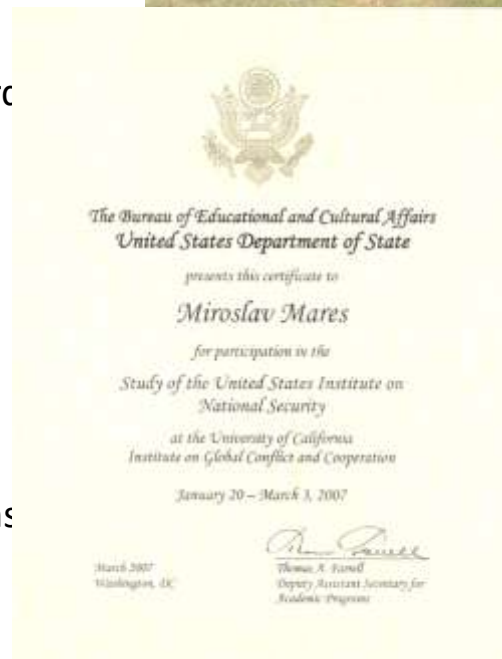 The Bureau of Educational and Cultural Affairs
United States Department of State
presents this certificate to
Miroslav Mares
for participation in the
Study of the United States Institute on
National Security
at the University of California
Institute on Global Conflict and Cooperation
January 20 – March 3, 2007
March 2007
Washington, DC
Thomas A. Farrell
Deputy Assistant Secretary for
Academic Programs